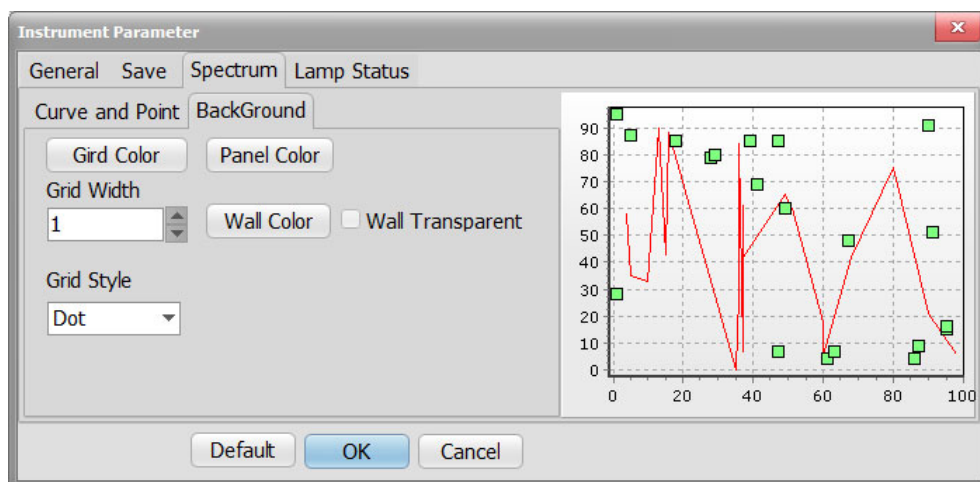 Instrument Parameter
General Save Spectrum Lamp Status
Curve and Point BackGround
Gird Color Panel Color
Grid Width
1 Wall Color Wall Transparent
Grid Style
Dot
90
80
70
60
50
40
30
20
10
0
0 20 40 60 80 100
Default OK Cancel